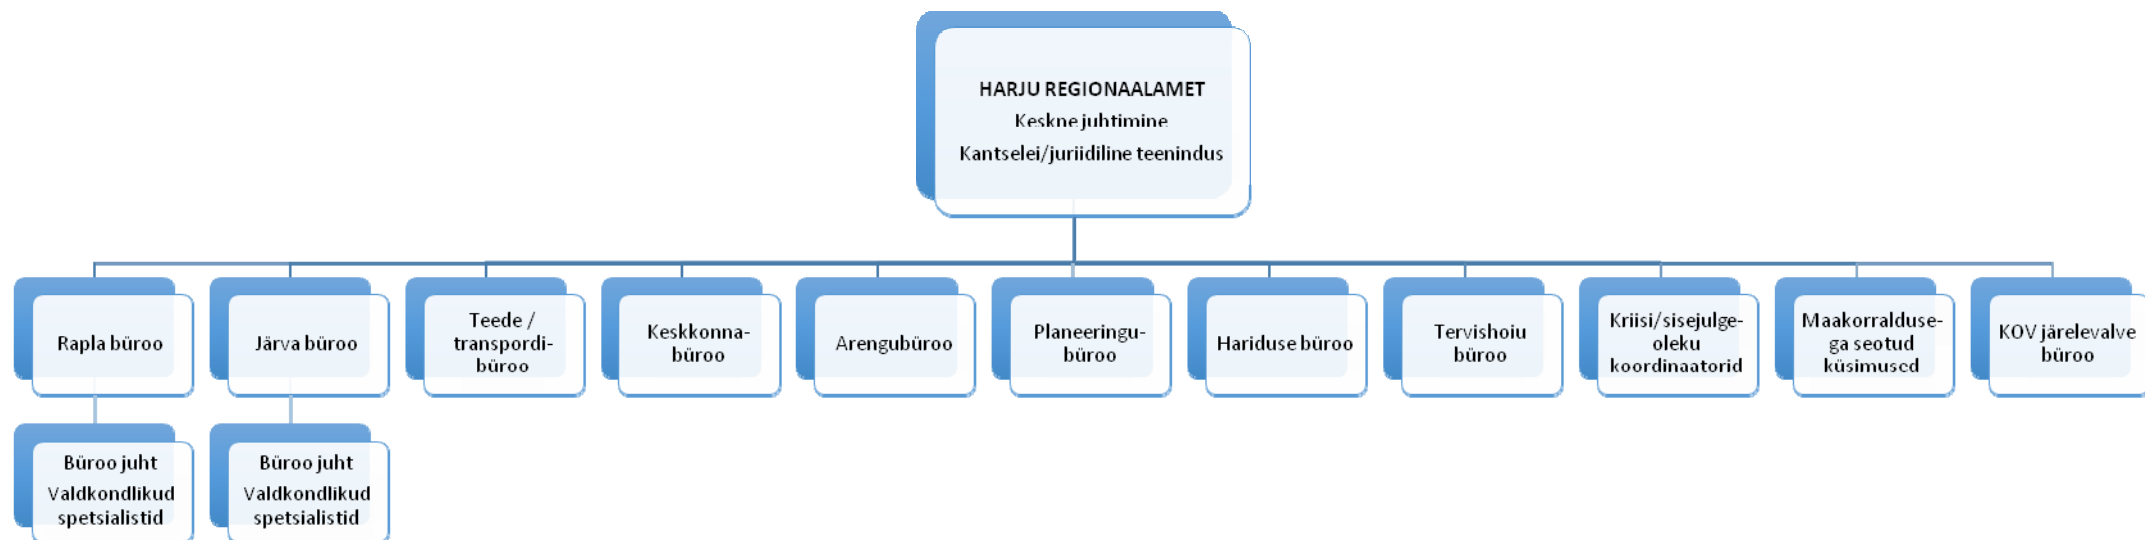 HARJU REGIONAALAMET
Keskne juhtimine
Kantselei/juriidiline teenindus
Rapla büroo
Järva büroo
Teede /
transpordi-
büroo
Keskkonna-
büroo
Arengubüroo
Planeeringu-
büroo
Hariduse büroo
Tervishoiu
büroo
Kriisi/sisejulge-
oleku
koordinaatorid
Maakorralduse-
ga seotud
küsimused
KOV järelevalve
büroo
Büroo juht
Valdkondlikud
spetsialistid
Büroo juht
Valdkondlikud
spetsialistid